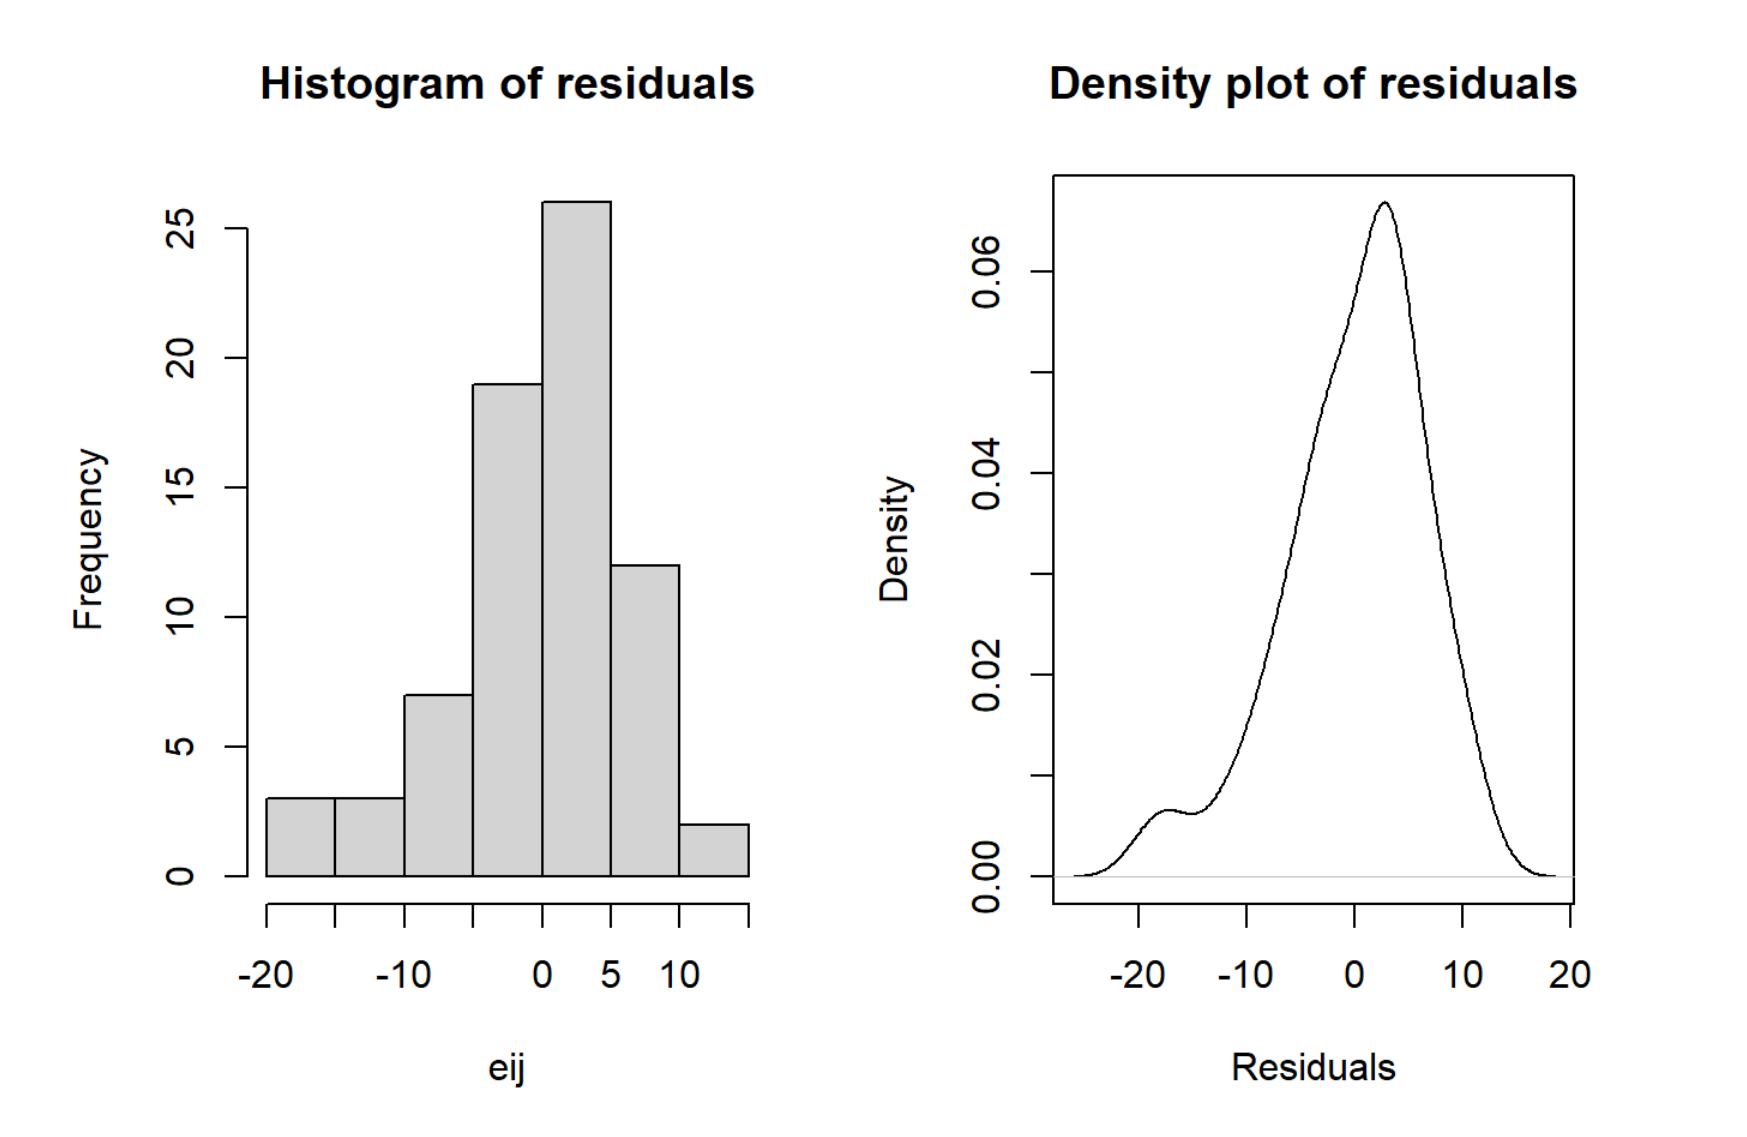 Histogram of residuals
Frequency
25
20
15
10
5
0
-20 -10 0 5 10
eij
Density plot of residuals
Density
0.06
0.04
0.02
0.00
-20 -10 0 10 20
Residuals